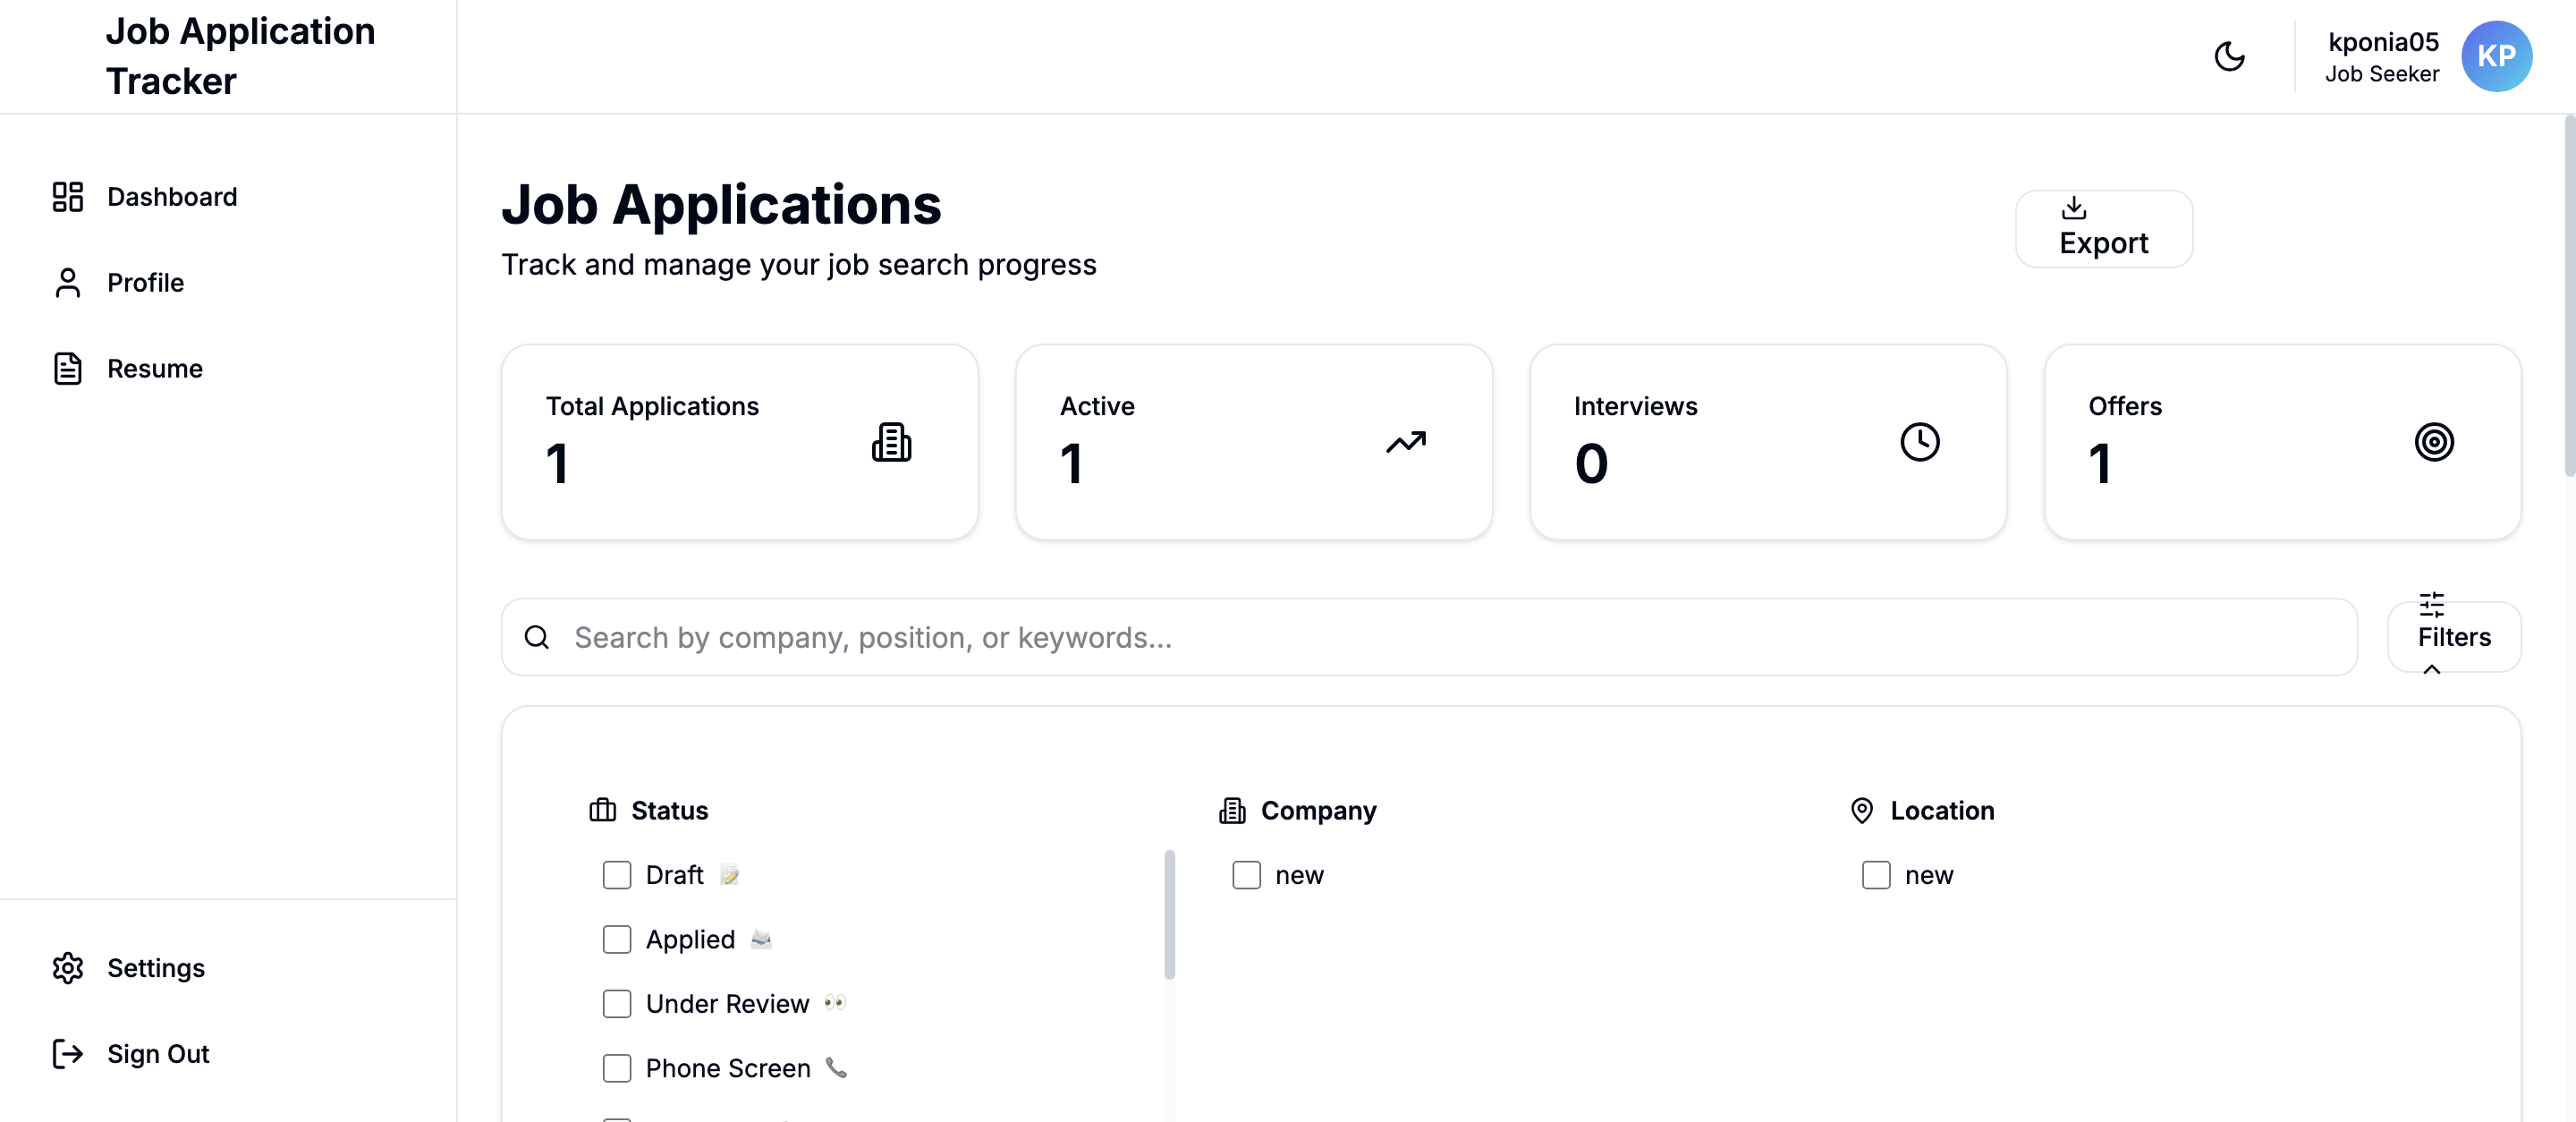 Job Application
Tracker
kponia05
Job Seeker
KP
Dashboard
Profile
Resume
Settings
Sign Out
Job Applications
Track and manage your job search progress
Export
Total Applications
1
Active
1
Interviews
0
Offers
1
Search by company, position, or keywords...
Filters
Status
Draft 📝
Applied 📨
Under Review 👀
Phone Screen 📞
Company
new
Location
new